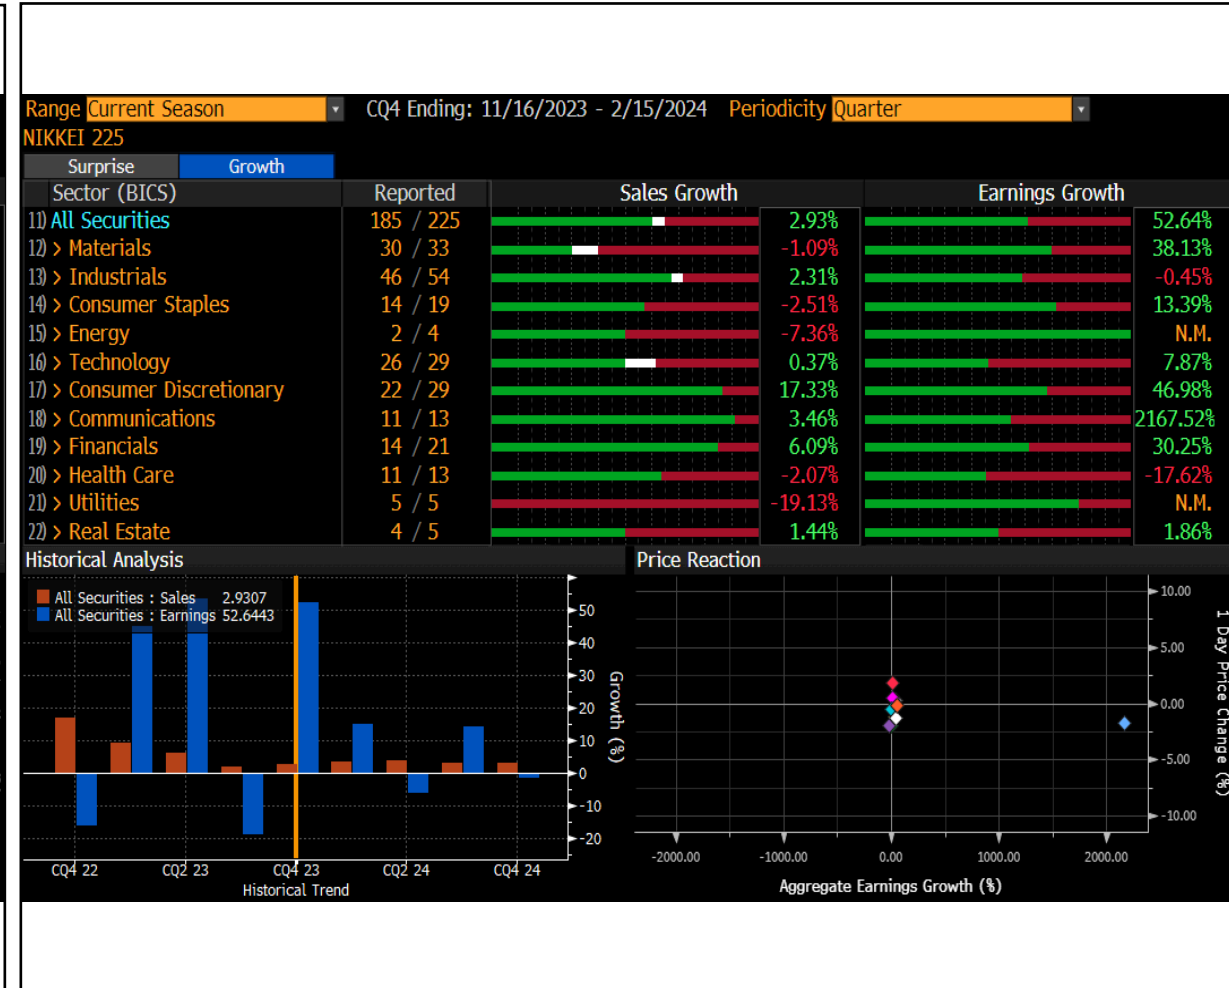 Range Current Season CQ4 Ending: 11/16/2023 - 2/15/2024 Periodicity Quarter
NIKKEI 225
Surprise Growth
Sector (BICS) Reported Sales Growth Earnings Growth
11) All Securities 185 / 225 2.93% 52.64%
12) > Materials 30 / 33 -1.09% 38.13%
13) > Industrials 46 / 54 2.31% -0.45%
14) > Consumer Staples 14 / 19 -2.51% 13.39%
15) > Energy 2 / 4 -7.36% N.M.
16) > Technology 26 / 29 0.37% 7.87%
17) > Consumer Discretionary 22 / 29 17.33% 46.98%
18) > Communications 11 / 13 3.46% 2167.52%
19) > Financials 14 / 21 6.09% 30.25%
20) > Health Care 11 / 13 -2.07% -17.62%
21) > Utilities 5 / 5 -19.13% N.M.
22) > Real Estate 4 / 5 1.44% 1.86%
Historical Analysis
All Securities : Sales 2.9307
All Securities : Earnings 52.6443
50
40
30
20
10
0
-10
-20
Growth (%)
CQ4 22 CQ2 23 CQ4 23 CQ2 24 CQ4 24
Historical Trend
Price Reaction
10.00
5.00
0.00
-5.00
-10.00
1 Day Price Change (%)
-2000.00 -1000.00 0.00 1000.00 2000.00
Aggregate Earnings Growth (%)